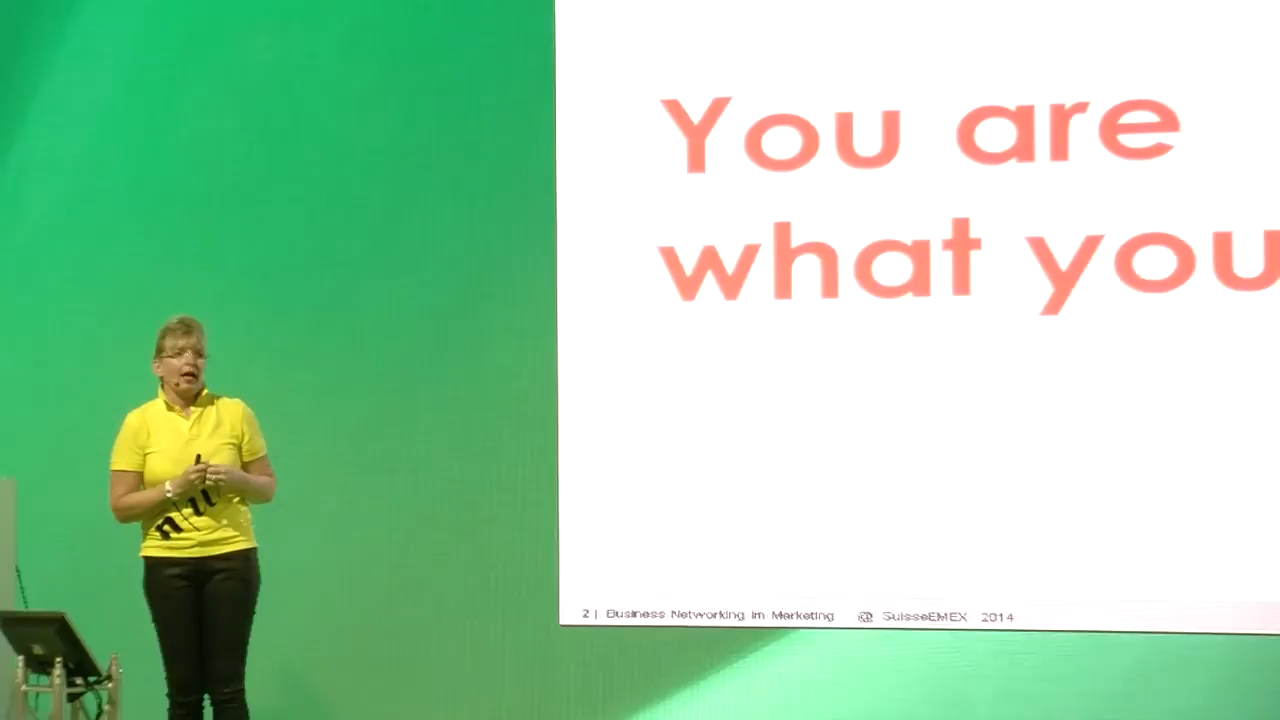 You are
what you
2 | Business Networking im Marketing @ SuisseEMEX 2014
n/u